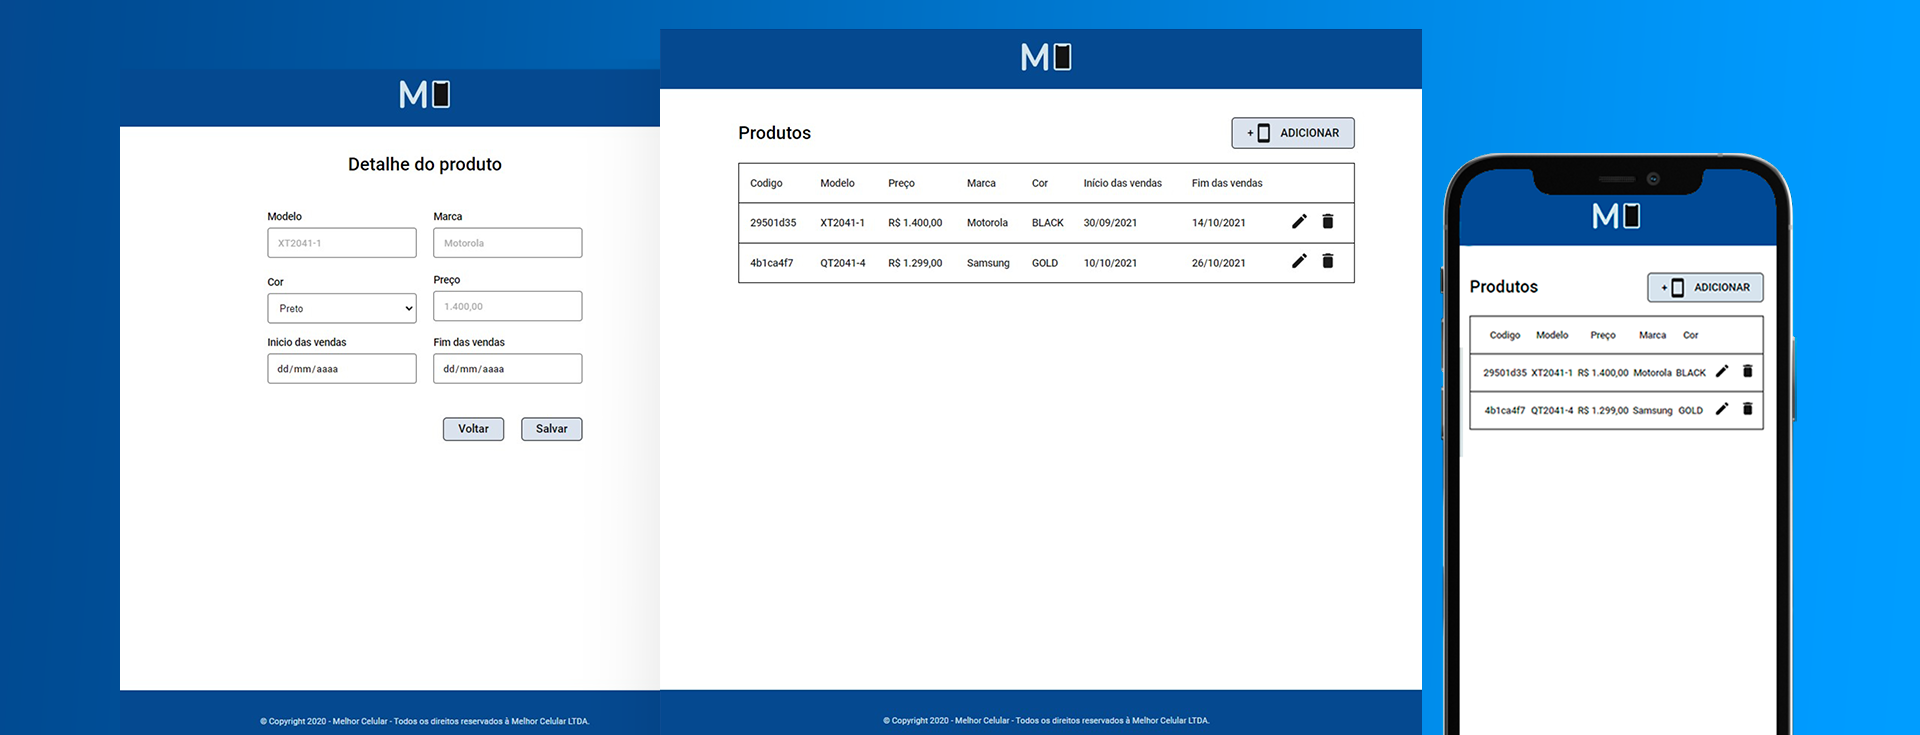 M
Detalhe do produto
Modelo Marca
XT2041-1 Motorola
Cor Preço
Preto 1.400,00
Inicio das vendas Fim das vendas
dd/mm/aaaa dd/mm/aaaa
Voltar Salvar
© Copyright 2020 - Melhor Celular - Todos os direitos reservados à Melhor Celular LTDA.
M
Produtos + ADICIONAR
Codigo Modelo Preço Marca Cor Início das vendas Fim das vendas
29501d35 XT2041-1 R$ 1.400,00 Motorola BLACK 30/09/2021 14/10/2021
4b1ca4f7 QT2041-4 R$ 1.299,00 Samsung GOLD 10/10/2021 26/10/2021
© Copyright 2020 - Melhor Celular - Todos os direitos reservados à Melhor Celular LTDA.
M
Produtos + ADICIONAR
Codigo Modelo Preço Marca Cor
29501d35 XT2041-1 R$ 1.400,00 Motorola BLACK
4b1ca4f7 QT2041-4 R$ 1.299,00 Samsung GOLD